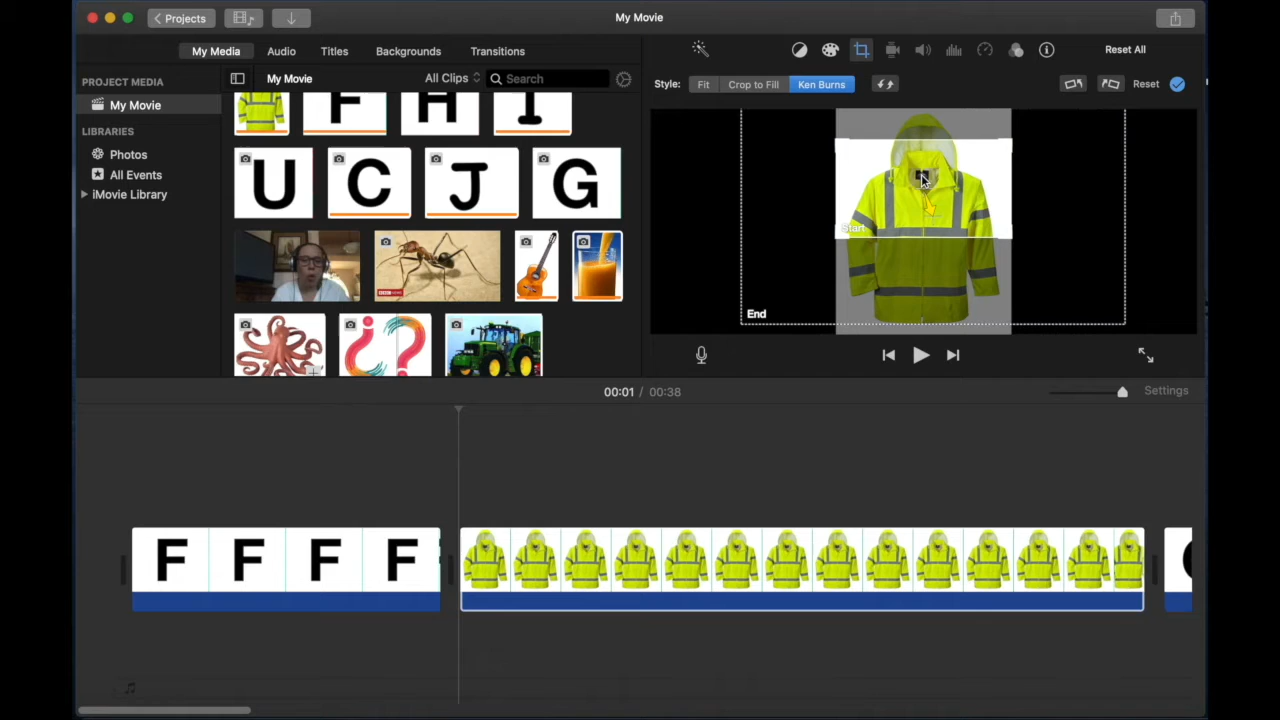 Projects
My Movie
My Media
Audio
Titles
Backgrounds
Transitions
Reset All
PROJECT MEDIA
My Movie
LIBRARIES
Photos
All Events
iMovie Library
My Movie
All Clips
Search
Style:
Fit
Crop to Fill
Ken Burns
Reset
F
H
I
U
C
J
G
BBC NEWS
¿?
Start
End
00:01 / 00:38
Settings
F F F F